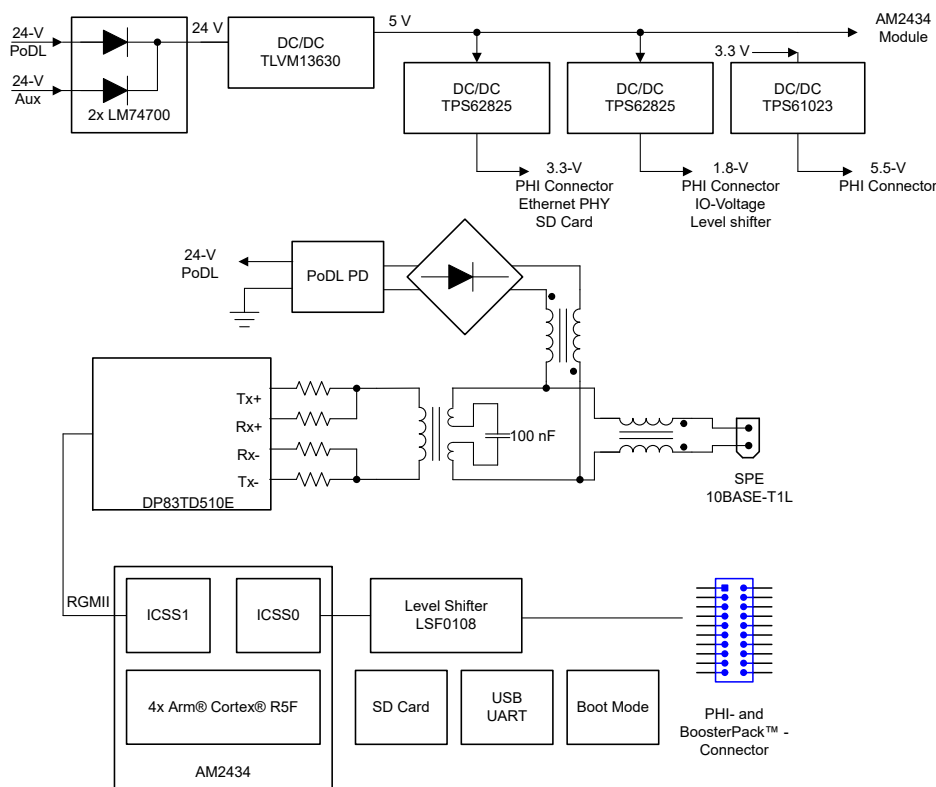 24-V
PoDL
24-V
Aux
2x LM74700
24 V
DC/DC
TLVM13630
5 V
AM2434
Module
DC/DC
TPS62825
DC/DC
TPS62825
3.3 V
DC/DC
TPS61023
3.3-V
PHI Connector
Ethernet PHY
SD Card
1.8-V
PHI Connector
IO-Voltage
Level shifter
5.5-V
PHI Connector
24-V
PoDL
PoDL PD
Tx+
Rx+
Rx-
Tx-
DP83TD510E
100 nF
SPE
10BASE-T1L
RGMII
ICSS1
ICSS0
Level Shifter
LSF0108
4x Arm® Cortex® R5F
AM2434
SD Card
USB
UART
Boot Mode
PHI- and
BoosterPack™ -
Connector